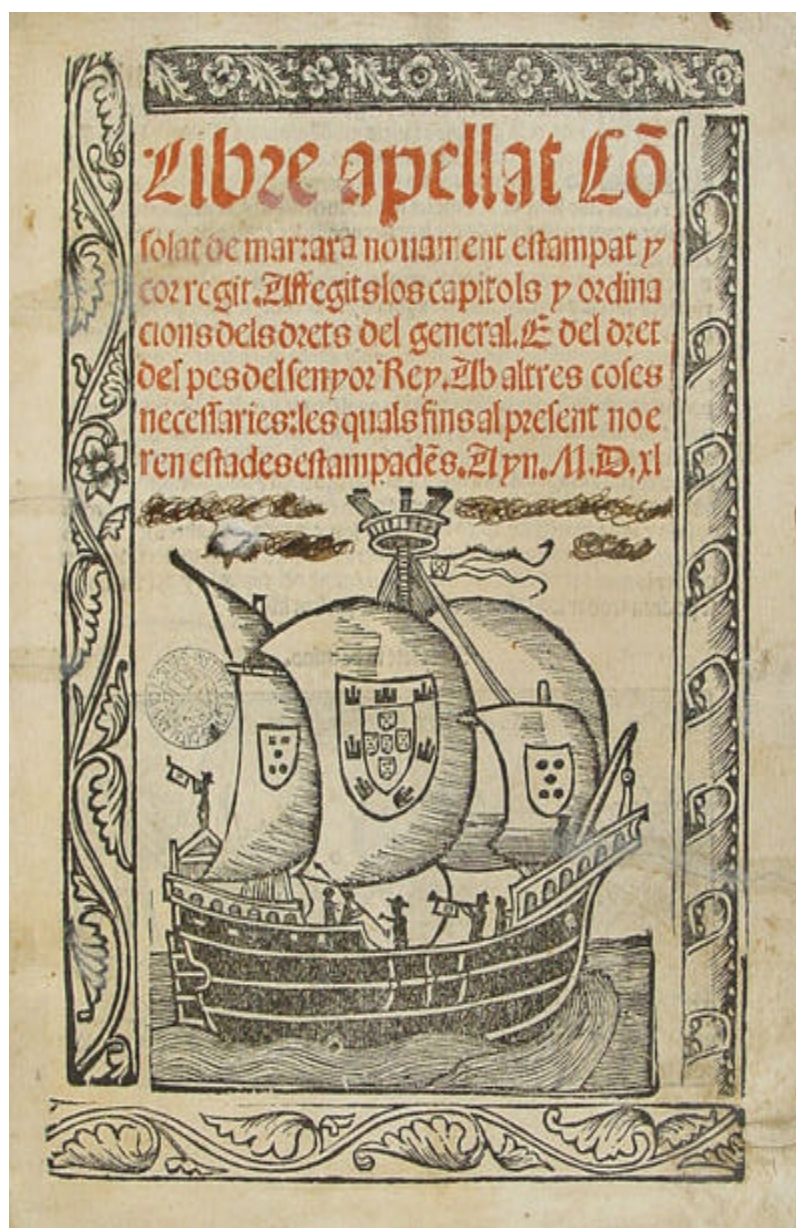 Libre apellat Cō
solat de mar: ara nouament estampat y
corregit. Affegits los capitols y ordina
cions dels drets del general. E del dret
del pes del senyor Rey. Ab altres coses
necessaries: les quals fins al present no e
ren estades estampades. Any. M.D.xl